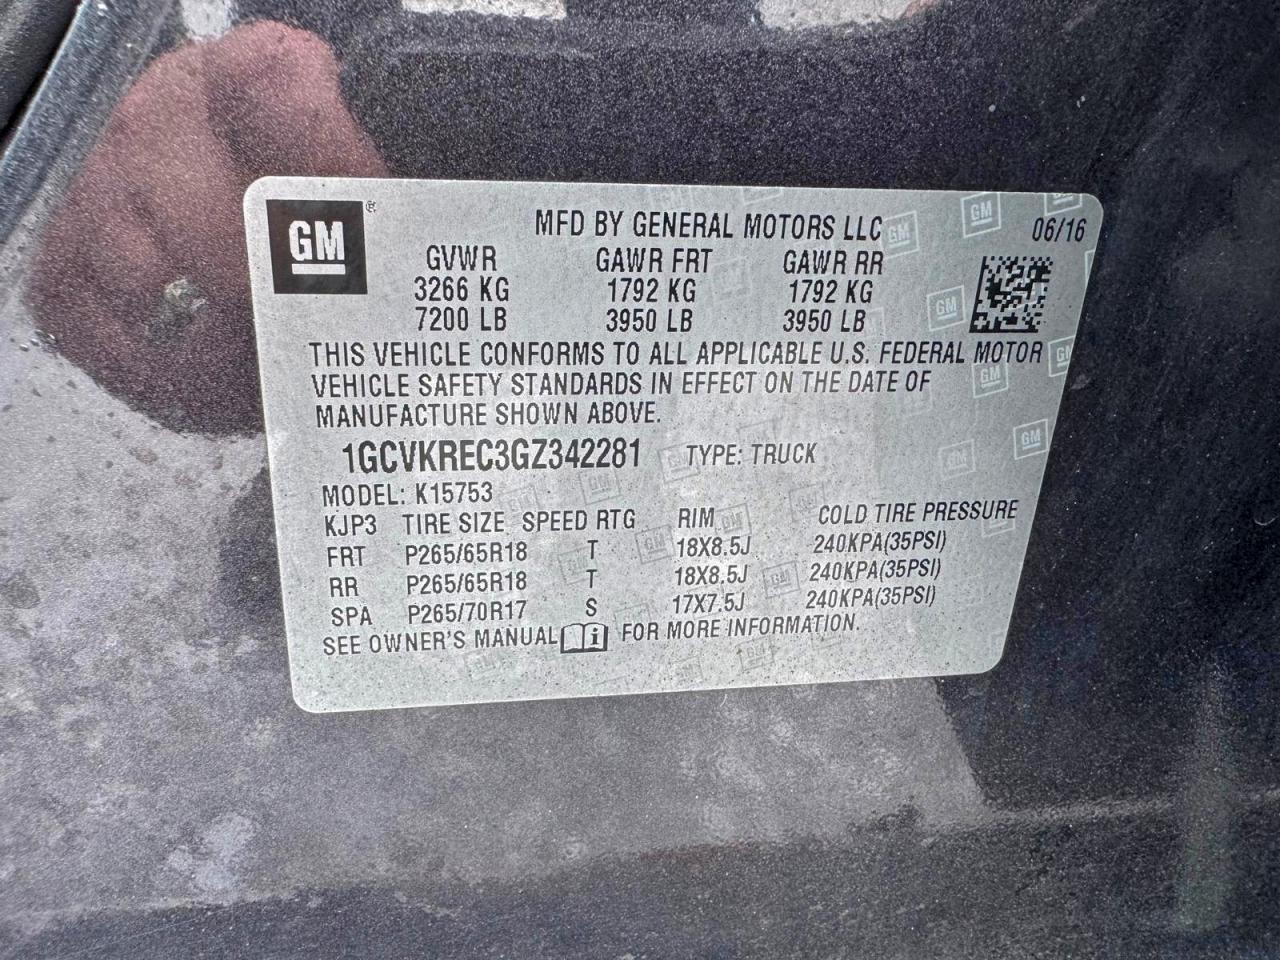 GM ®
MFD BY GENERAL MOTORS LLC 06/16
GVWR GAWR FRT GAWR RR
3266 KG 1792 KG 1792 KG
7200 LB 3950 LB 3950 LB
THIS VEHICLE CONFORMS TO ALL APPLICABLE U.S. FEDERAL MOTOR
VEHICLE SAFETY STANDARDS IN EFFECT ON THE DATE OF
MANUFACTURE SHOWN ABOVE.
1GCVKREC3GZ342281 TYPE: TRUCK
MODEL: K15753
KJP3 TIRE SIZE SPEED RTG RIM COLD TIRE PRESSURE
FRT P265/65R18 T 18X8.5J 240KPA(35PSI)
RR P265/65R18 T 18X8.5J 240KPA(35PSI)
SPA P265/70R17 S 17X7.5J 240KPA(35PSI)
SEE OWNER'S MANUAL i FOR MORE INFORMATION.